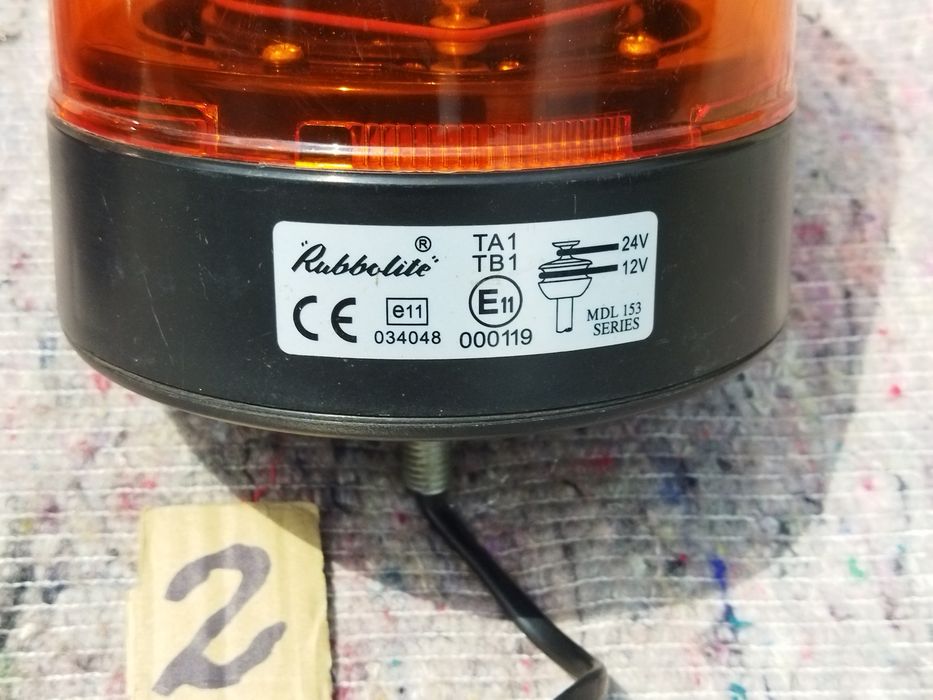 "Rubbolite" ®
CE
e11
034048
TA1
TB1
E11
000119
24V
12V
MDL 153
SERIES
2